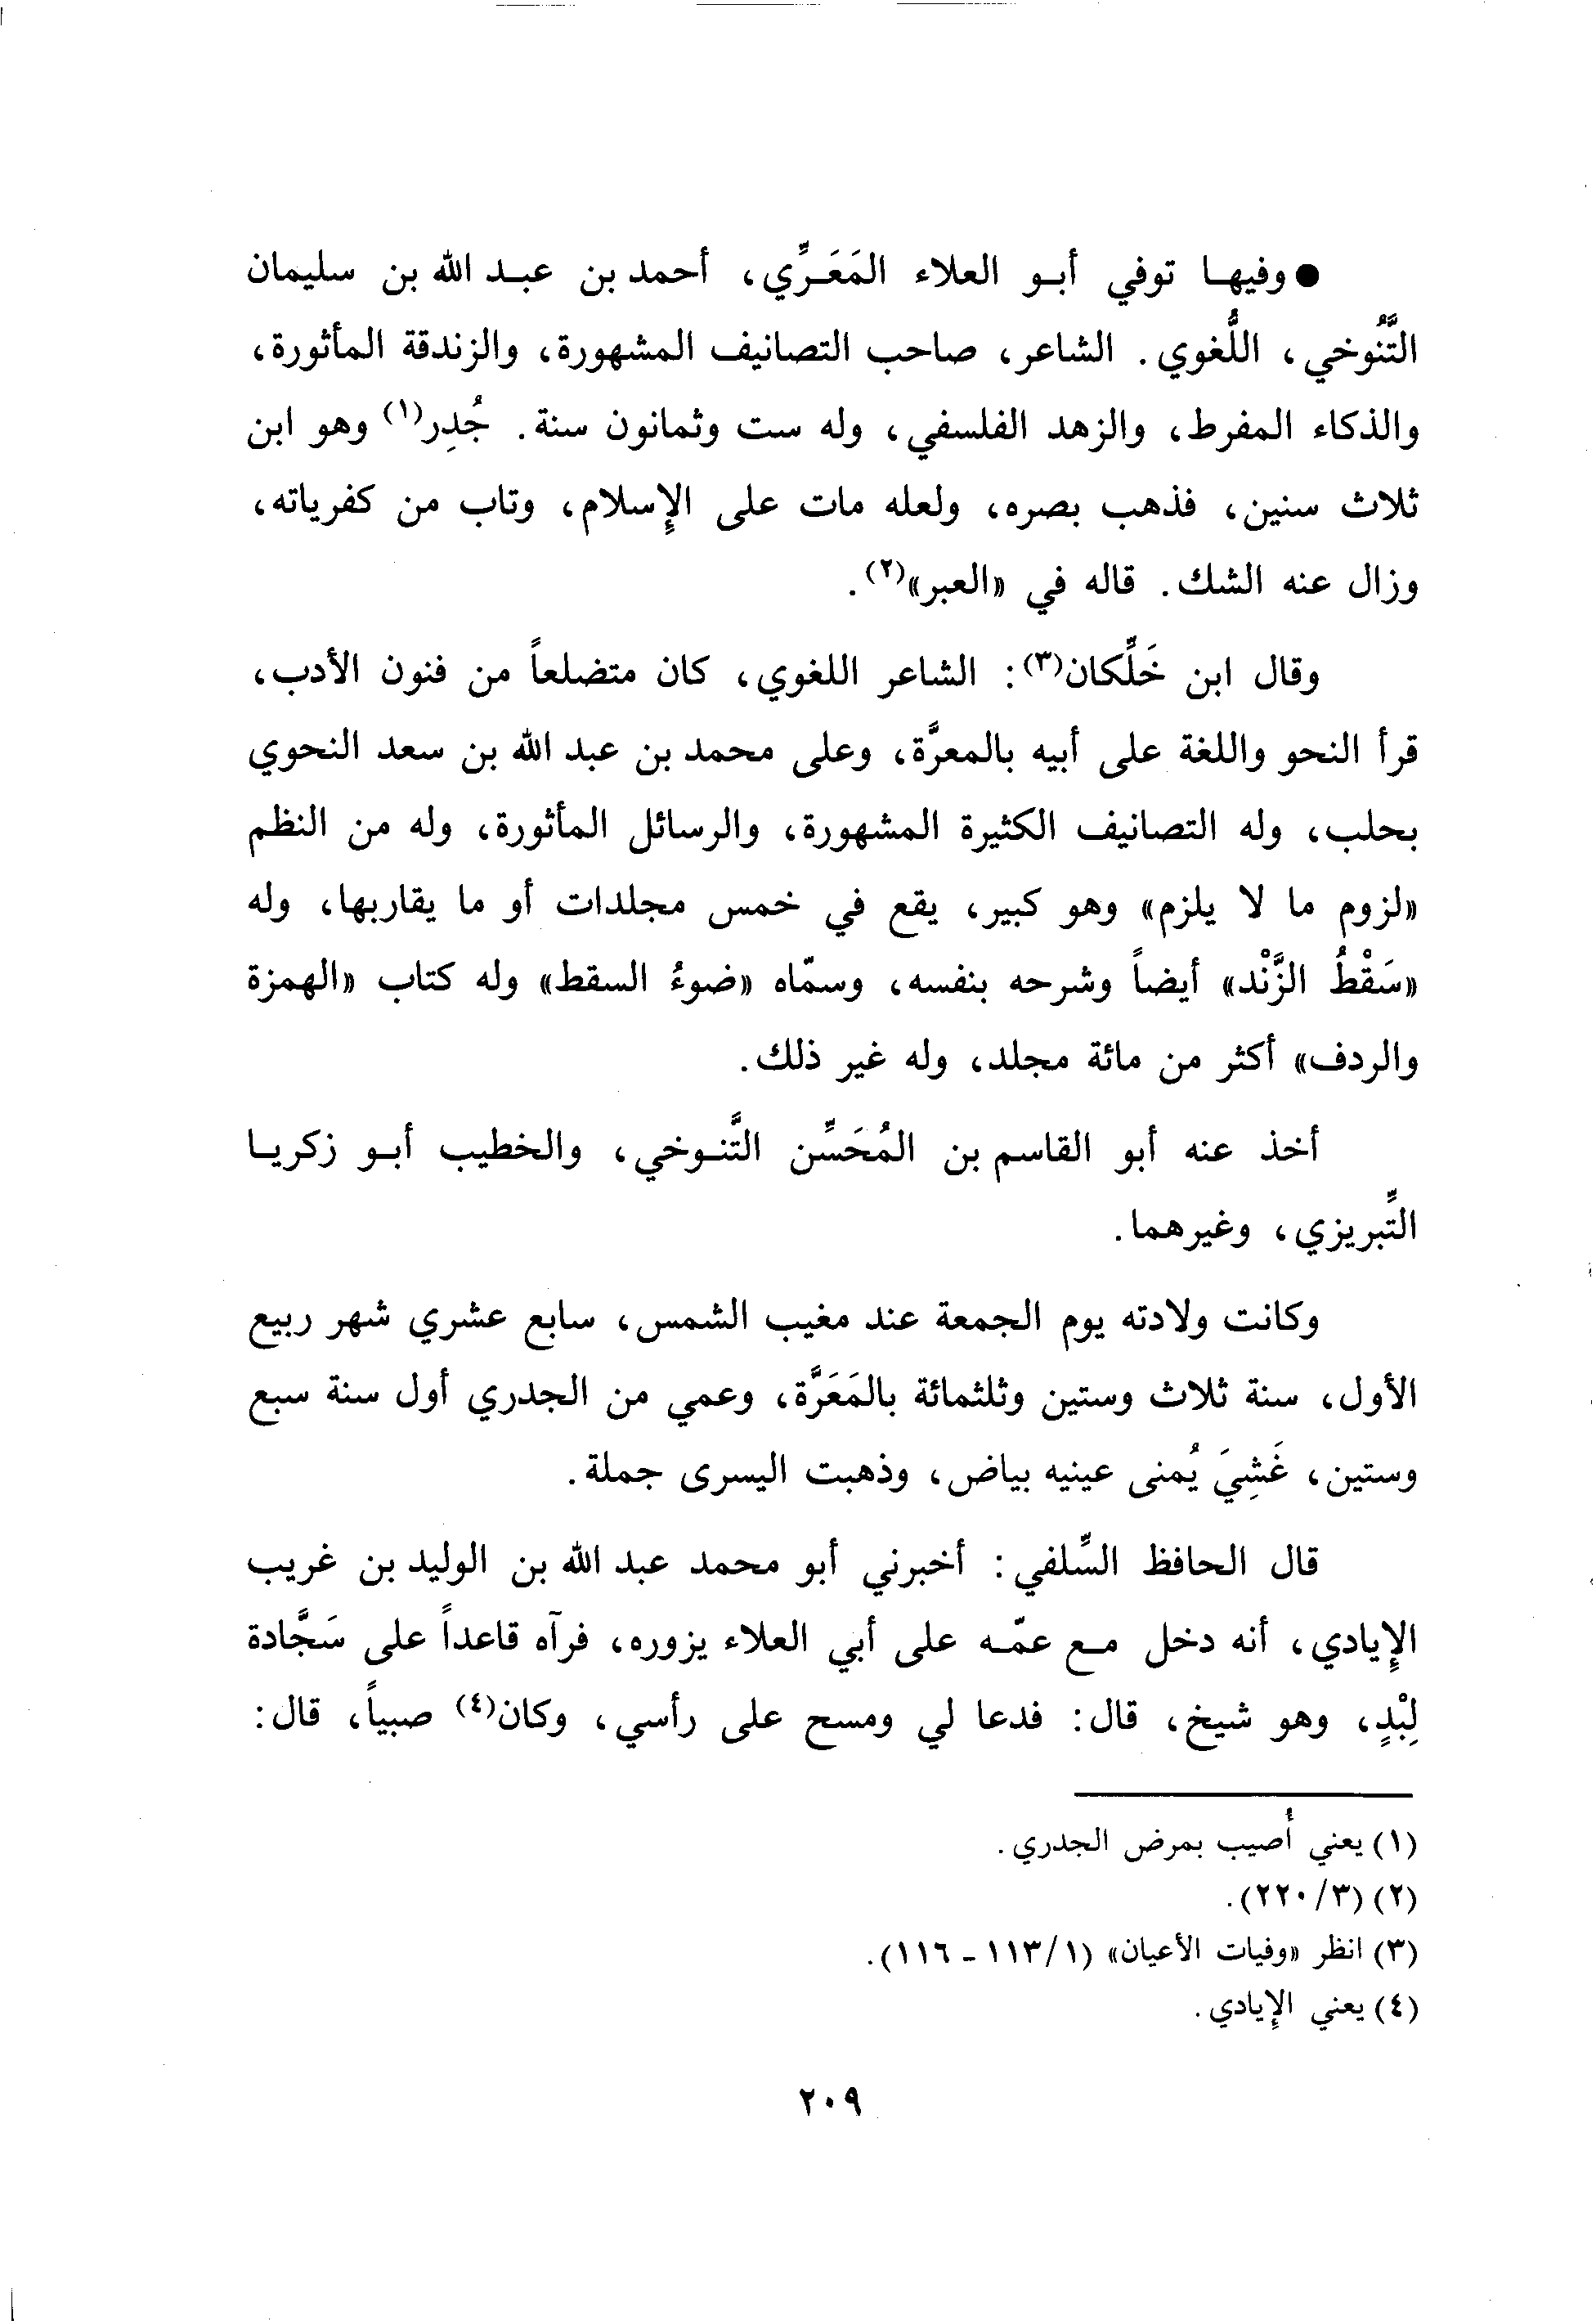 ● وفيها توفي أبو العلاء المَعَرِّي، أحمد بن عبد الله بن سليمان
التَّنُوخي، اللُّغوي. الشاعر، صاحب التصانيف المشهورة، والزندقة المأثورة،
والذكاء المفرط، والزهد الفلسفي، وله ست وثمانون سنة. جُدِر(١) وهو ابن
ثلاث سنين، فذهب بصره، ولعله مات على الإسلام، وتاب من كفرياته،
وزال عنه الشك. قاله في «العبر»(٢).
وقال ابن خَلِّكان(٣): الشاعر اللغوي، كان متضلعاً من فنون الأدب،
قرأ النحو واللغة على أبيه بالمعرَّة، وعلى محمد بن عبد الله بن سعد النحوي
بحلب، وله التصانيف الكثيرة المشهورة، والرسائل المأثورة، وله من النظم
«لزوم ما لا يلزم» وهو كبير، يقع في خمس مجلدات أو ما يقاربها، وله
«سَقْطُ الزَّنْد» أيضاً وشرحه بنفسه، وسمّاه «ضوءُ السقط» وله كتاب «الهمزة
والردف» أكثر من مائة مجلد، وله غير ذلك.
أخذ عنه أبو القاسم بن المُحَسِّن التَّنوخي، والخطيب أبو زكريا
التِّبريزي، وغيرهما.
وكانت ولادته يوم الجمعة عند مغيب الشمس، سابع عشري شهر ربيع
الأول، سنة ثلاث وستين وثلثمائة بالمَعَرَّة، وعمي من الجدري أول سنة سبع
وستين، غَشِيَ يُمنى عينيه بياض، وذهبت اليسرى جملة.
قال الحافظ السِّلفي: أخبرني أبو محمد عبد الله بن الوليد بن غريب
الإيادي، أنه دخل مع عمّه على أبي العلاء يزوره، فرآه قاعداً على سَجَّادة
لِبْدٍ، وهو شيخ، قال: فدعا لي ومسح على رأسي، وكان(٤) صبياً، قال:
(١) يعني أُصيب بمرض الجدري.
(٢) (٣/ ٢٢٠).
(٣) انظر «وفيات الأعيان» (١/ ١١٣ - ١١٦).
(٤) يعني الإيادي.
٢٠٩